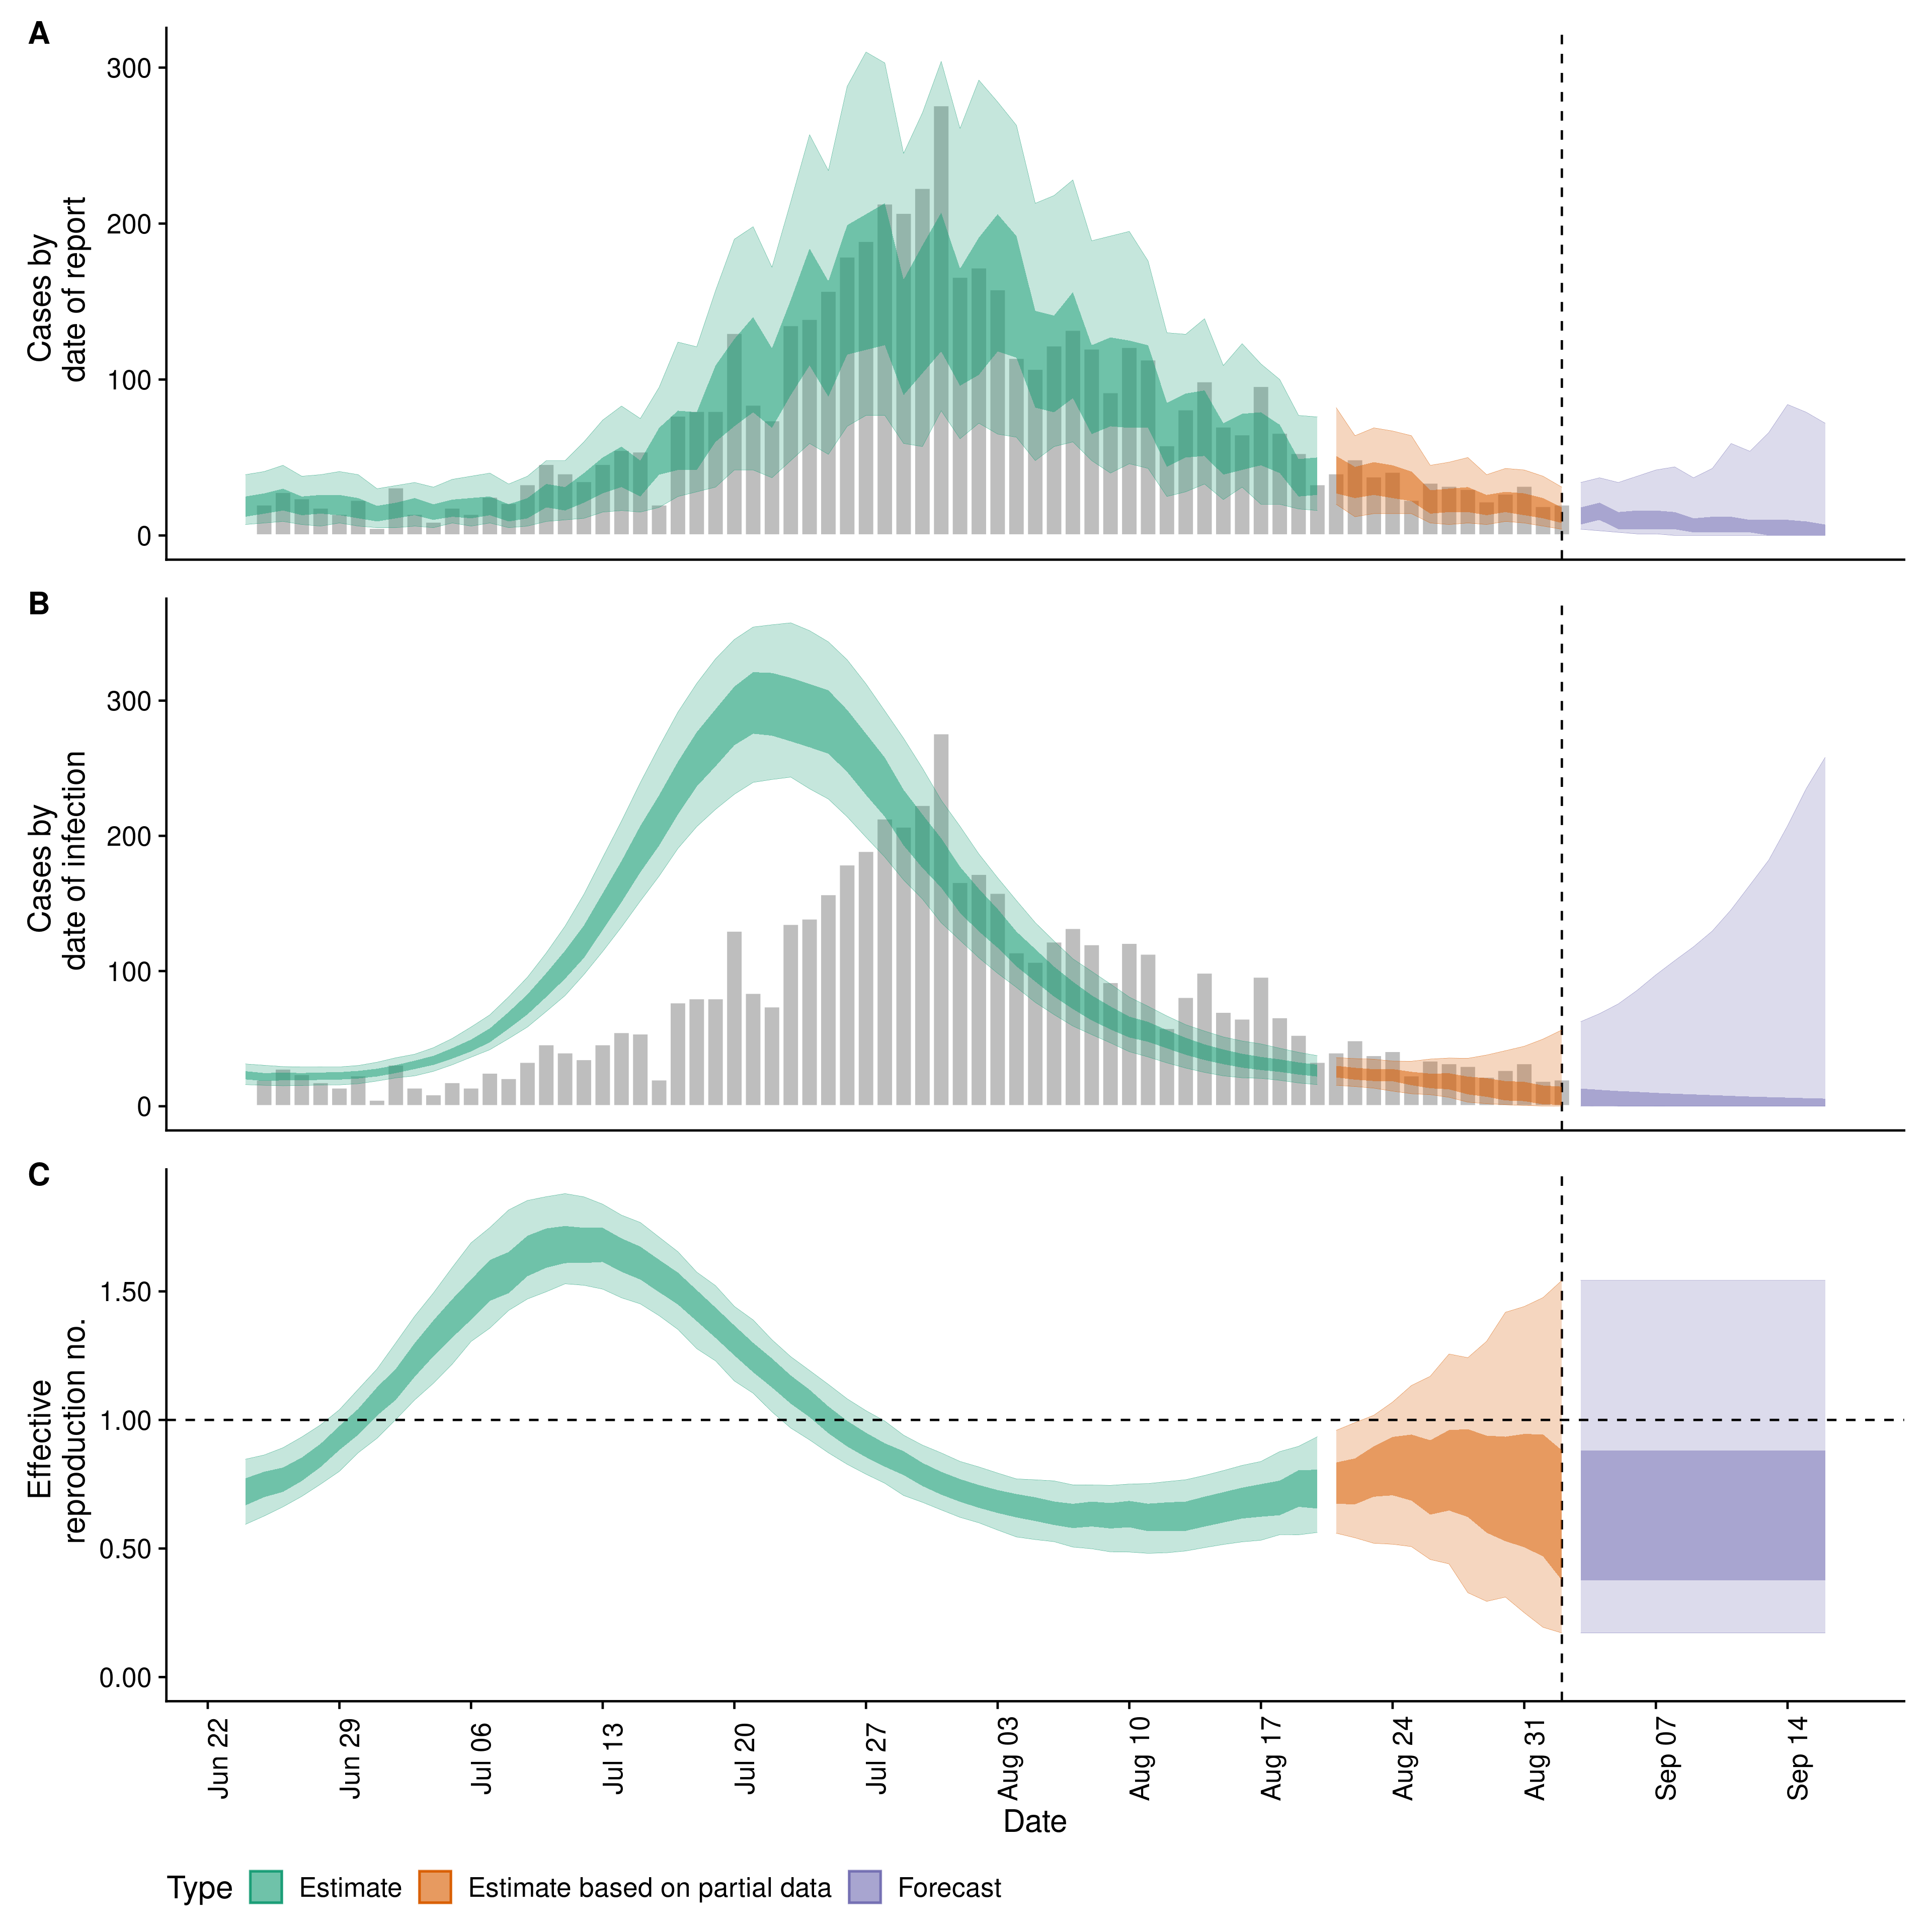 A
300
200
100
0
Cases by
date of report
B
300
200
100
0
Cases by
date of infection
C
1.50
1.00
0.50
0.00
Effective
reproduction no.
Jun 22
Jun 29
Jul 06
Jul 13
Jul 20
Jul 27
Aug 03
Aug 10
Aug 17
Aug 24
Aug 31
Sep 07
Sep 14
Date
Type Estimate Estimate based on partial data Forecast